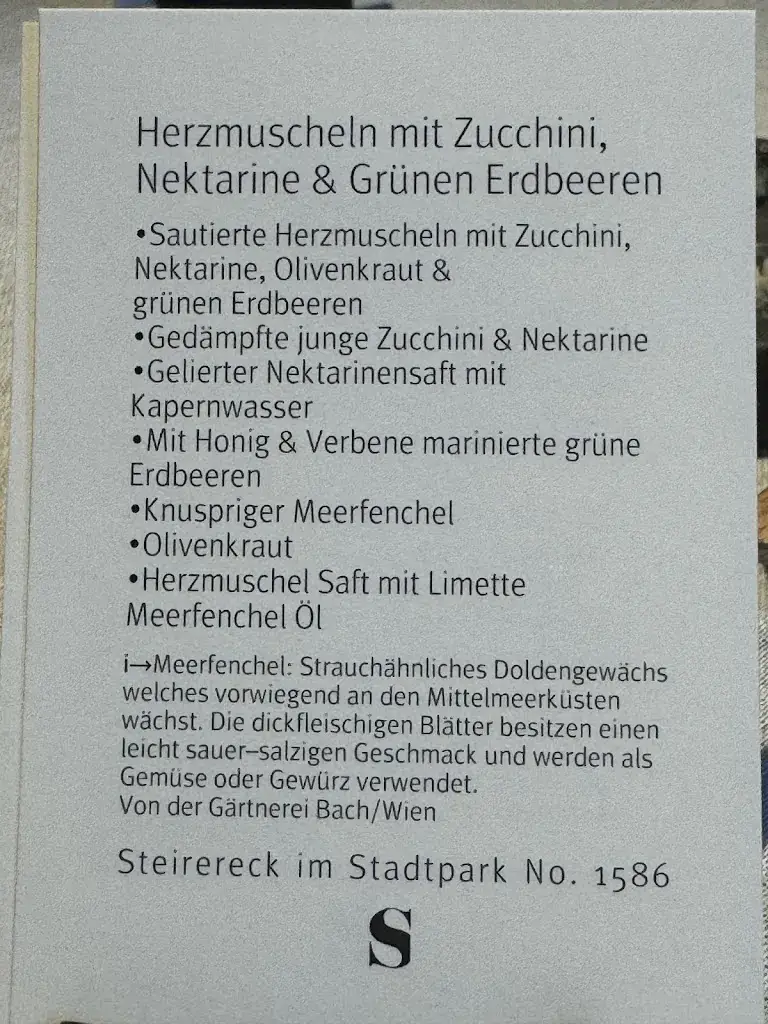 Herzmuscheln mit Zucchini,
Nektarine & Grünen Erdbeeren
•Sautierte Herzmuscheln mit Zucchini,
Nektarine, Olivenkraut &
grünen Erdbeeren
•Gedämpfte junge Zucchini & Nektarine
•Gelierter Nektarinensaft mit
Kapernwasser
•Mit Honig & Verbene marinierte grüne
Erdbeeren
•Knuspriger Meerfenchel
•Olivenkraut
•Herzmuschel Saft mit Limette
Meerfenchel Öl
i→Meerfenchel: Strauchähnliches Doldengewächs
welches vorwiegend an den Mittelmeerküsten
wächst. Die dickfleischigen Blätter besitzen einen
leicht sauer–salzigen Geschmack und werden als
Gemüse oder Gewürz verwendet.
Von der Gärtnerei Bach/Wien
Steirereck im Stadtpark No. 1586
S